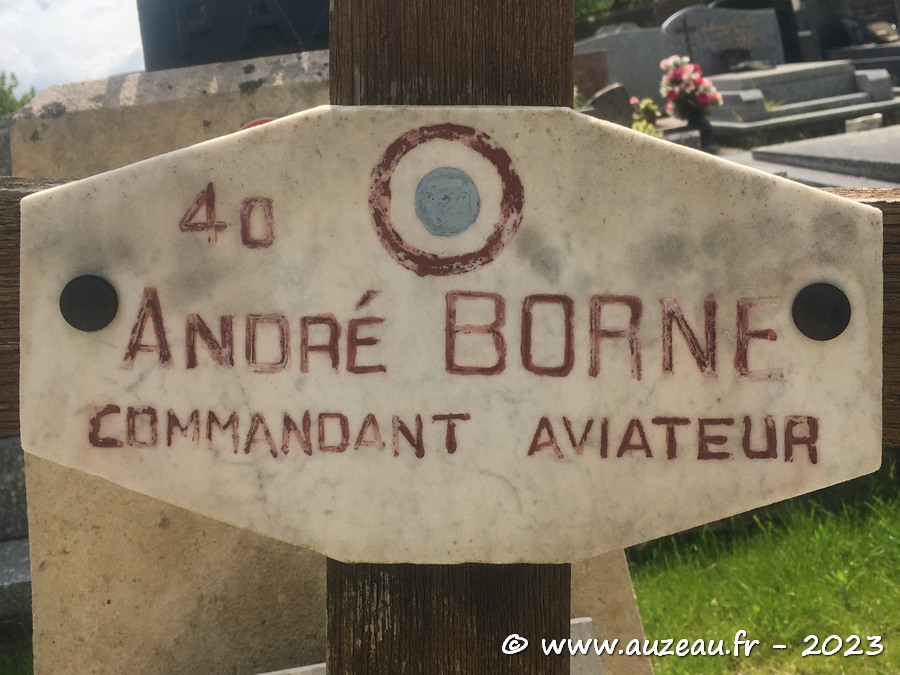 40
ANDRÉ BORNE
COMMANDANT AVIATEUR
© www.auzeau.fr - 2023